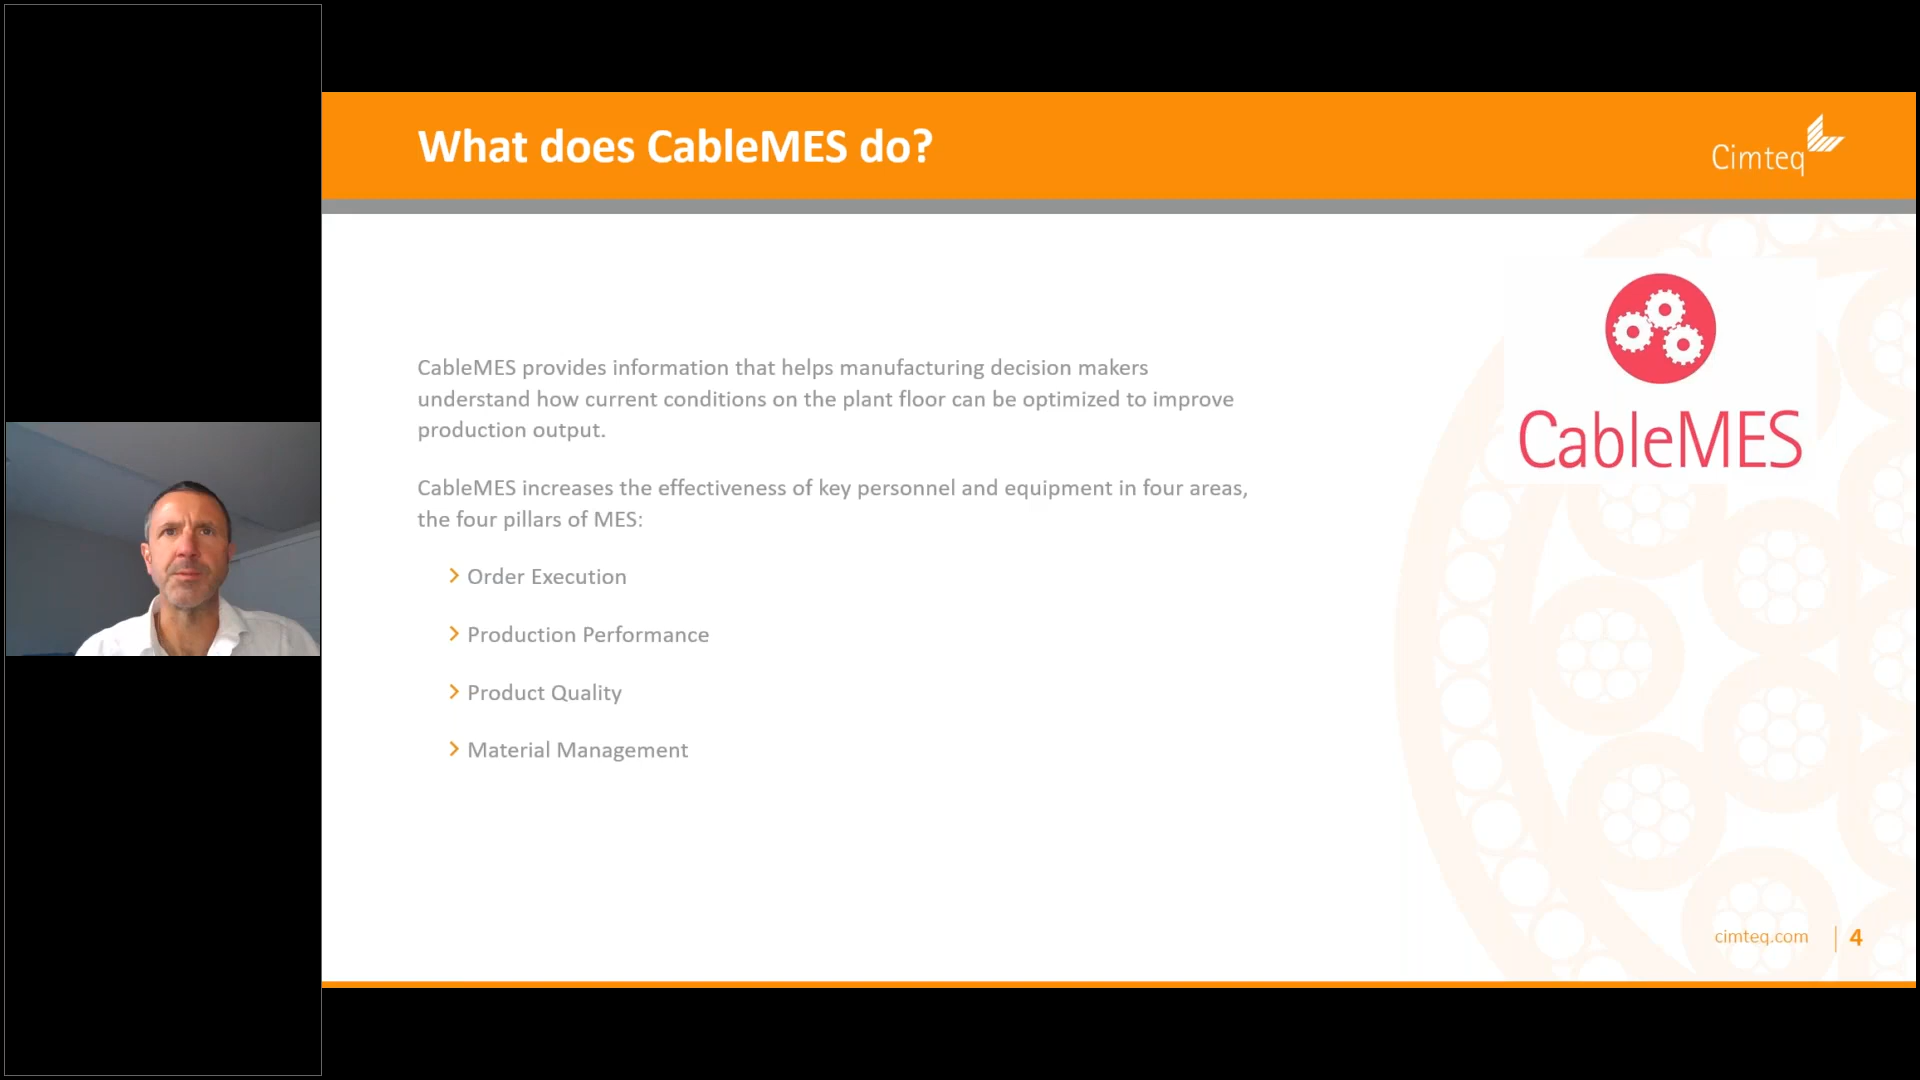 What does CableMES do?
Cimteq
CableMES
CableMES provides information that helps manufacturing decision makers
understand how current conditions on the plant floor can be optimized to improve
production output.
CableMES increases the effectiveness of key personnel and equipment in four areas,
the four pillars of MES:
Order Execution
Production Performance
Product Quality
Material Management
cimteq.com
4